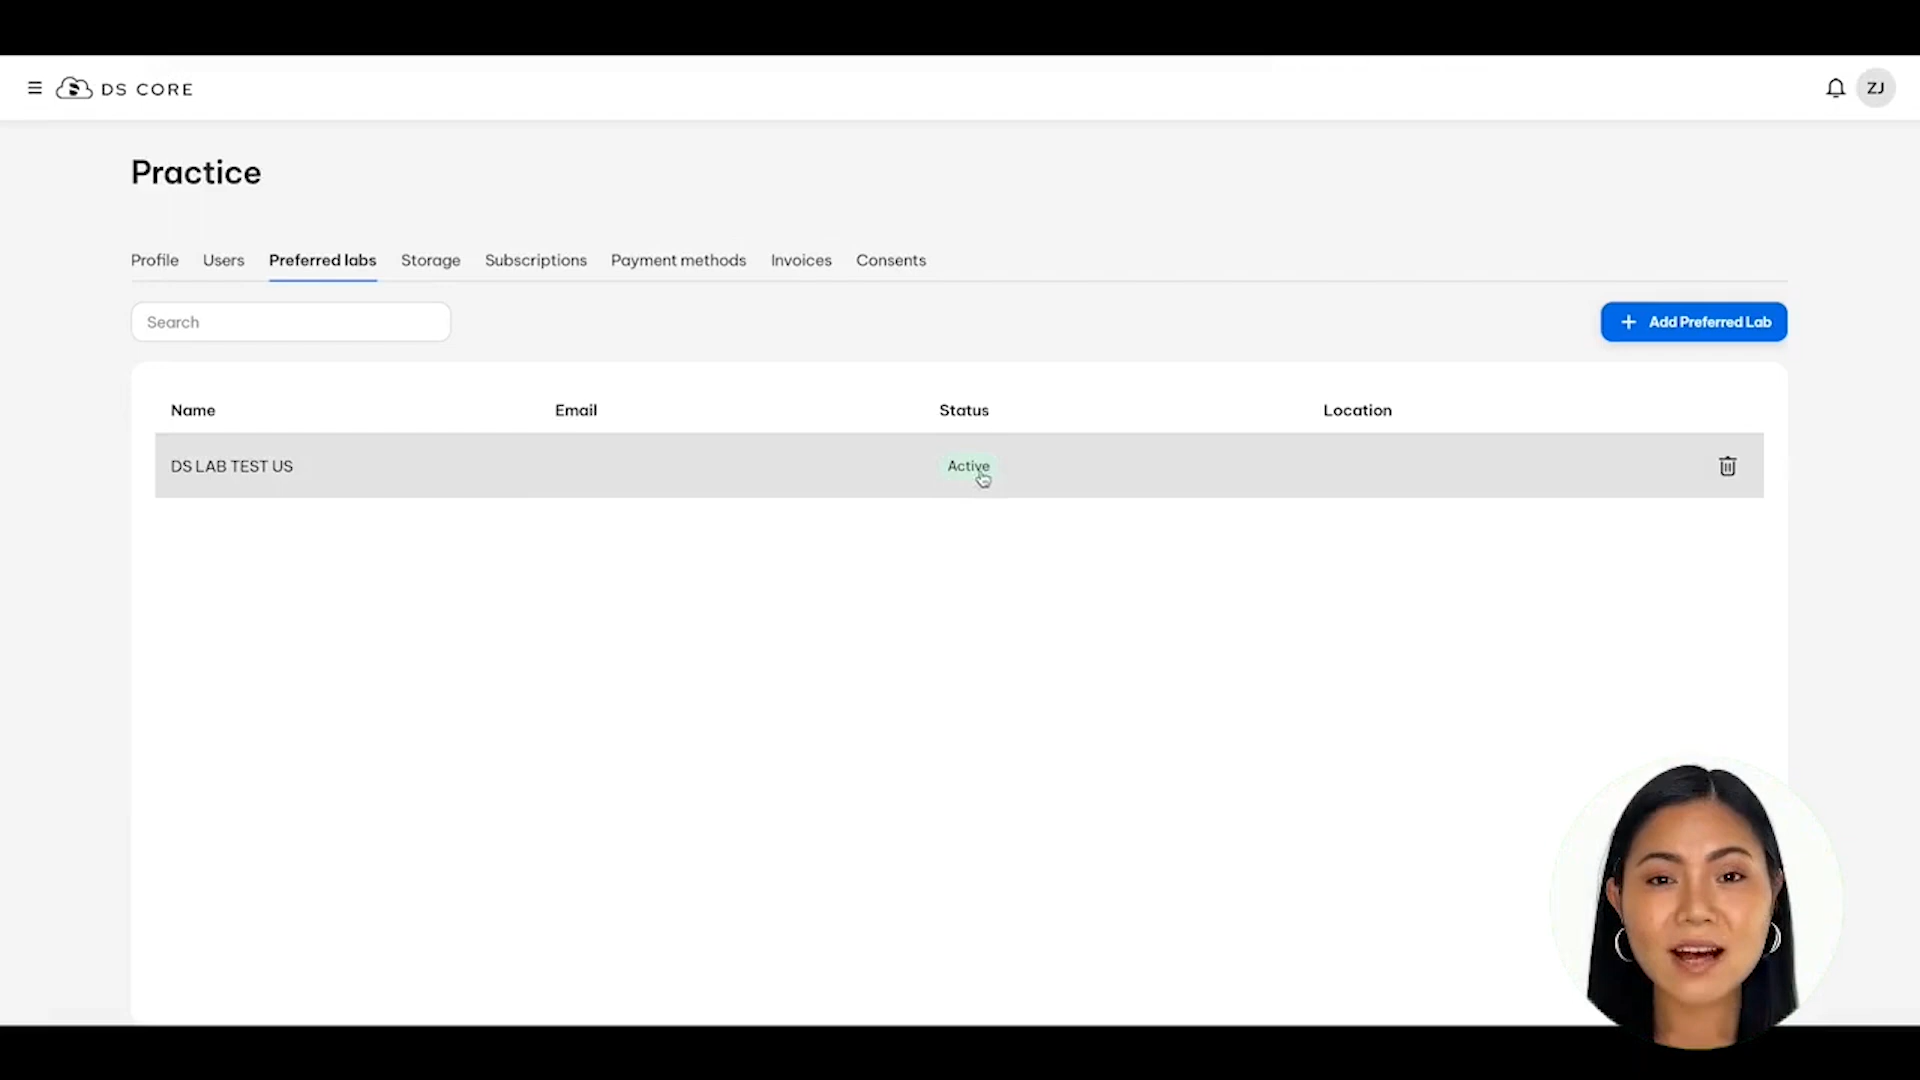 DS CORE
ZJ
Practice
Profile Users Preferred labs Storage Subscriptions Payment methods Invoices Consents
Search
+ Add Preferred Lab
Name Email Status Location
DS LAB TEST US Active